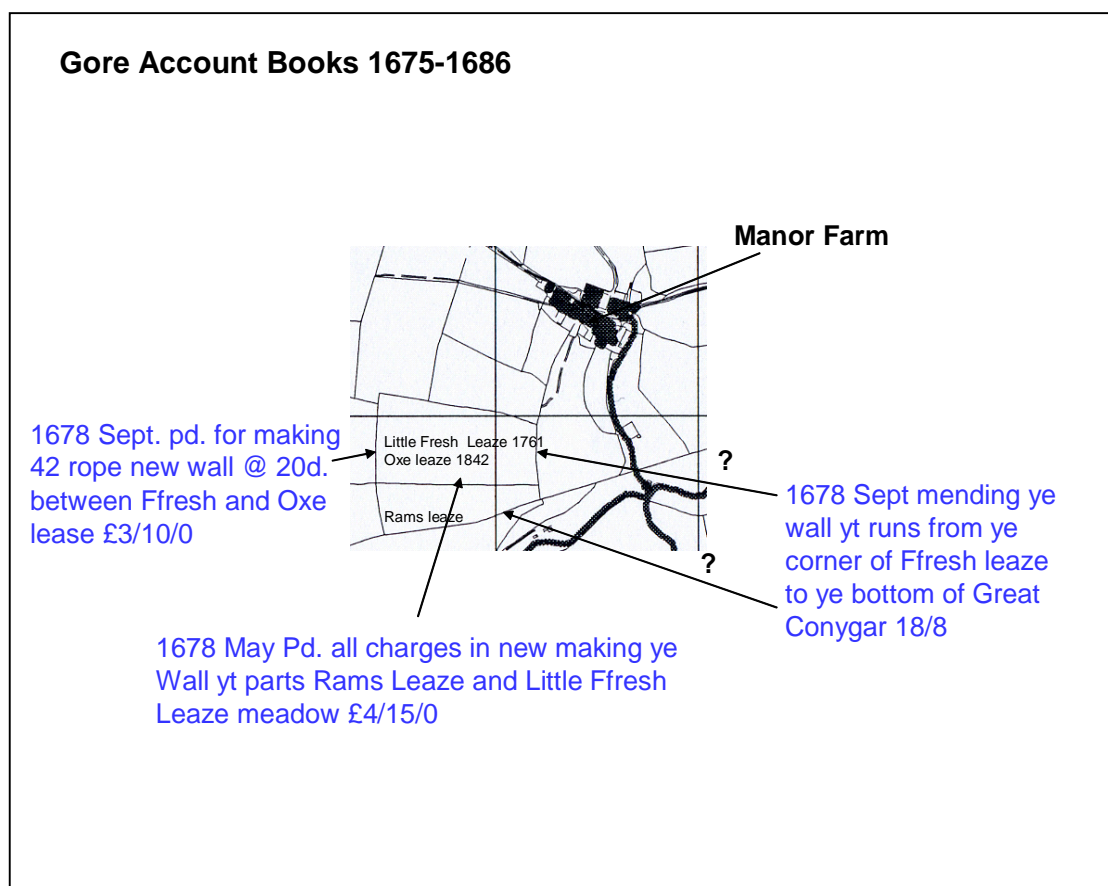 Gore Account Books 1675-1686
Manor Farm
Little Fresh Leaze 1761
Oxe leaze 1842
Rams leaze
1678 Sept. pd. for making
42 rope new wall @ 20d.
between Ffresh and Oxe
lease £3/10/0
?
1678 Sept mending ye
wall yt runs from ye
corner of Ffresh leaze
to ye bottom of Great
Conygar 18/8
?
1678 May Pd. all charges in new making ye
Wall yt parts Rams Leaze and Little Ffresh
Leaze meadow £4/15/0